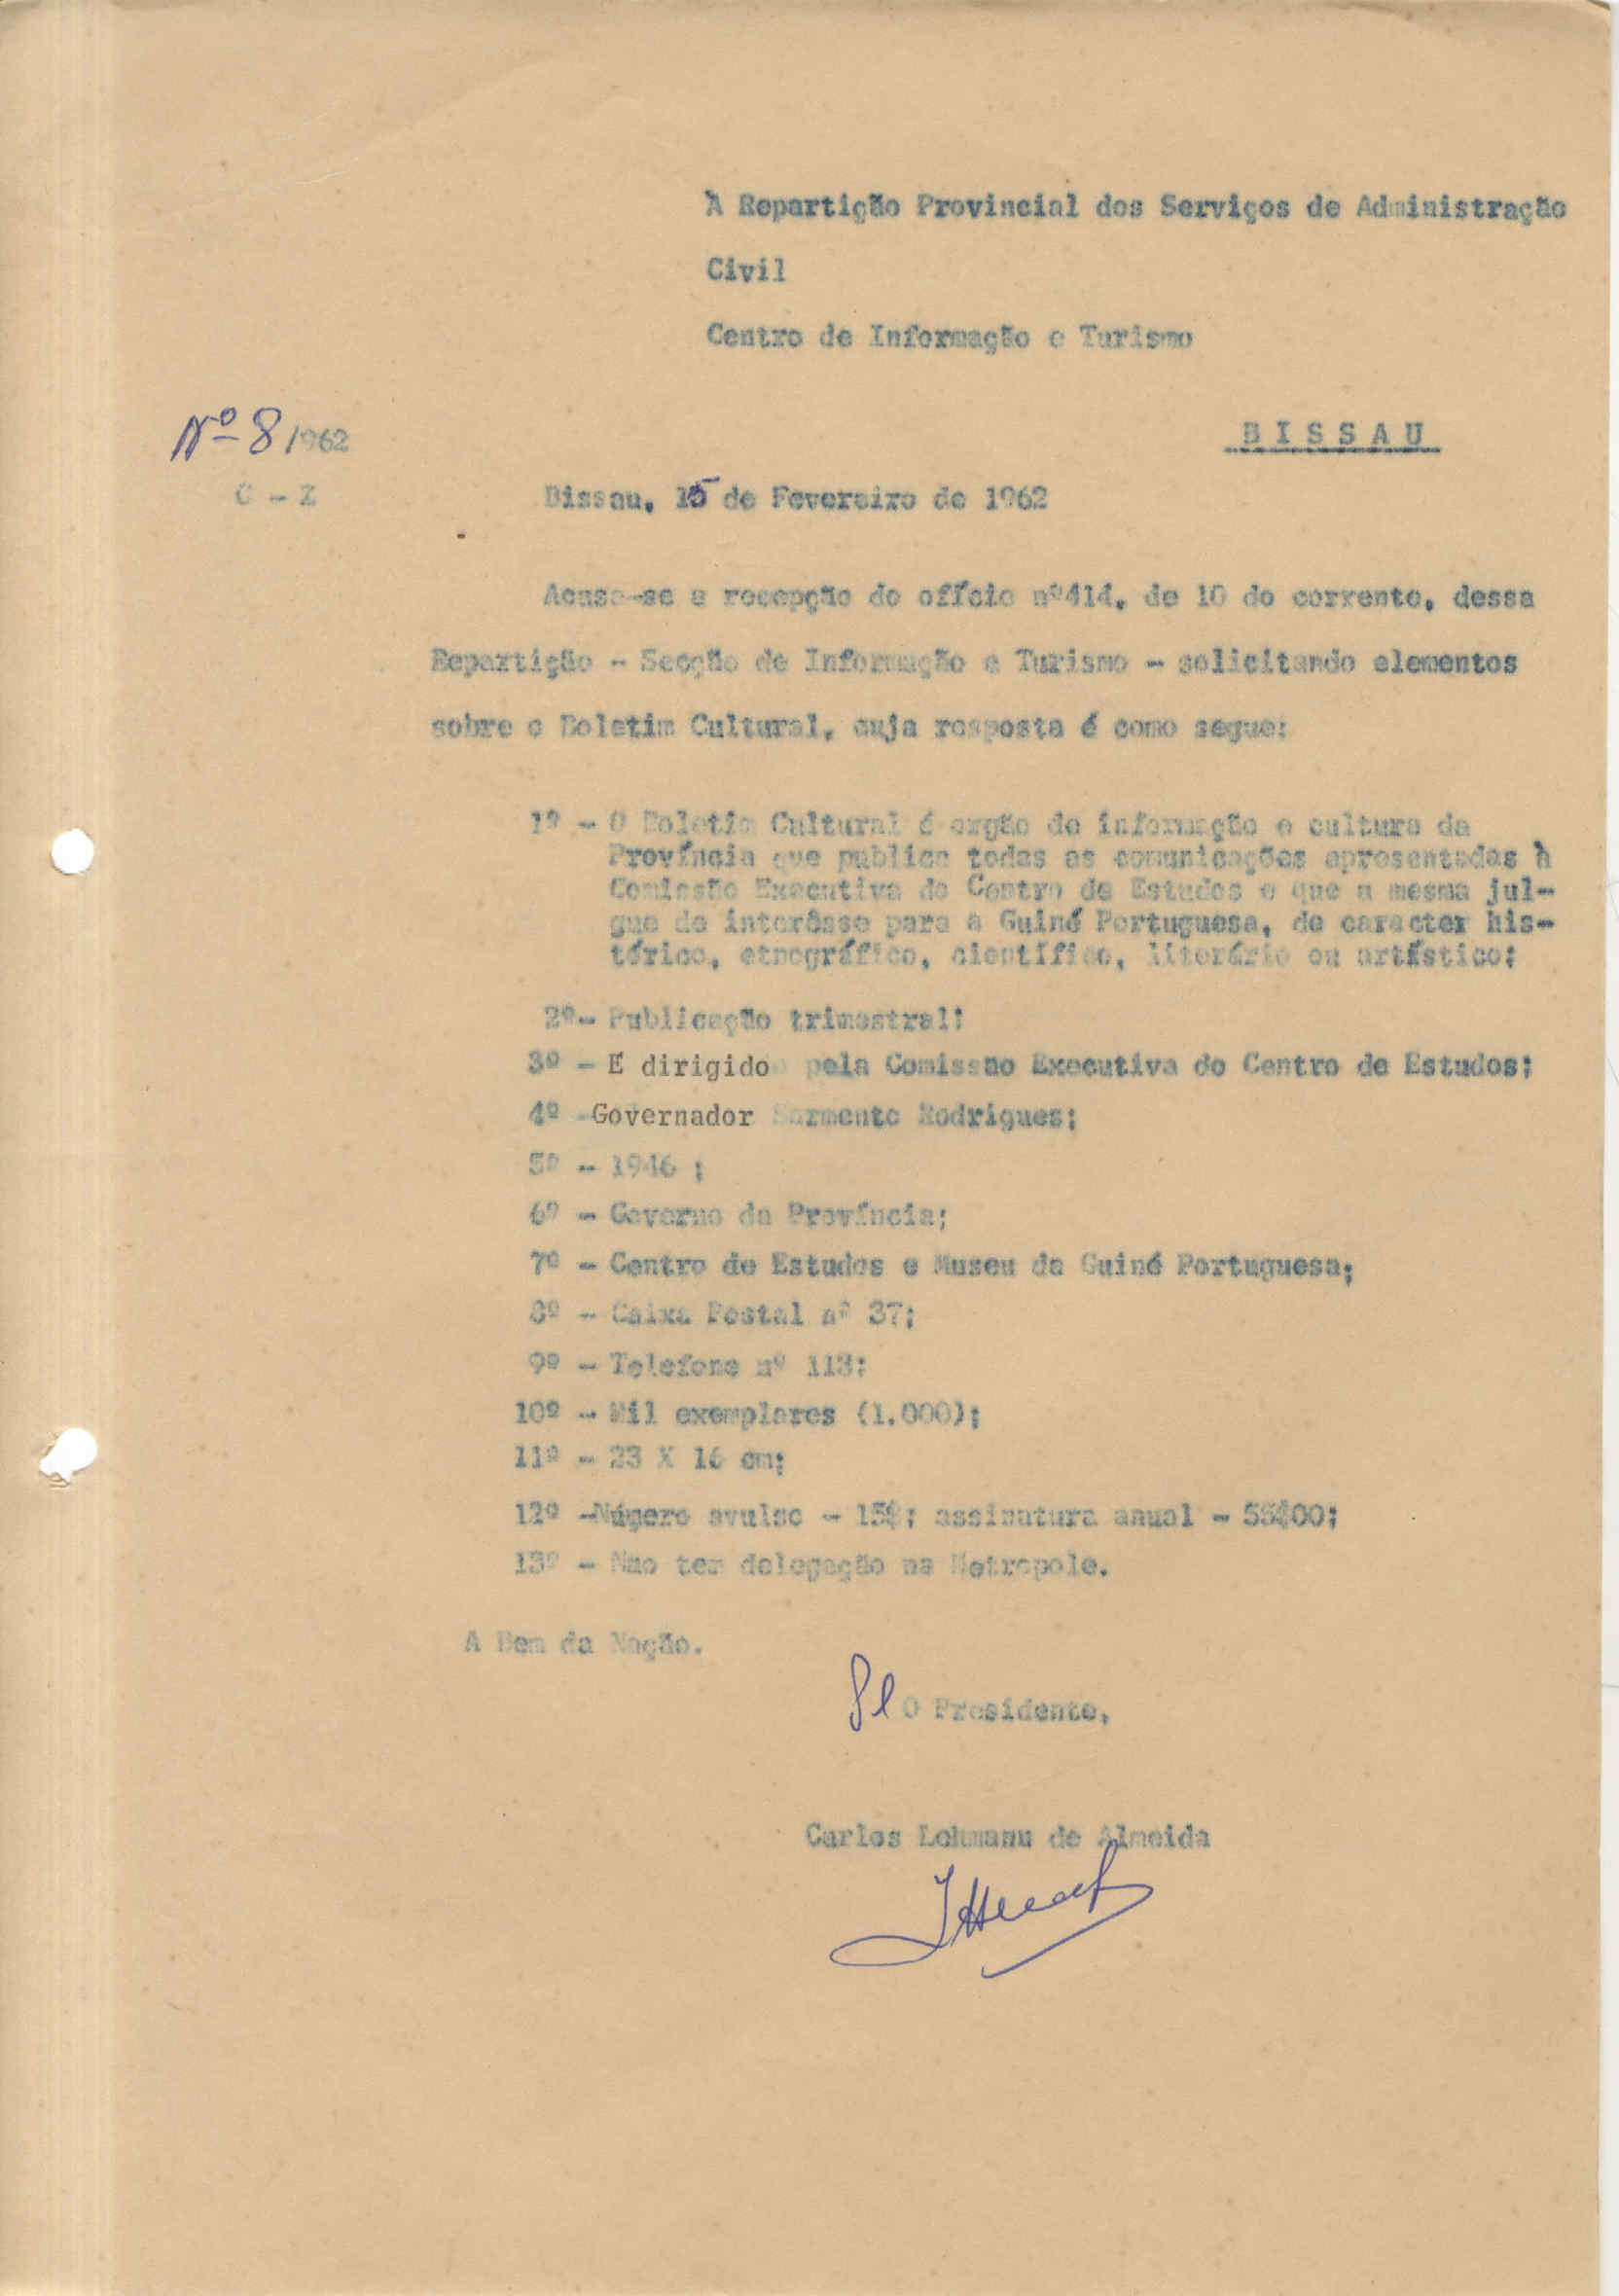 À Repartição Provincial dos Serviços de Administração
Civil
Centro de Informação e Turismo
Nº 8/962
BISSAU
C - Z
Bissau, 15 de Fevereiro de 1962
Acusa-se a recepção do ofício nº414, de 10 do corrente, dessa
Repartição - Secção de Informação e Turismo - solicitando elementos
sobre o Boletim Cultural, cuja resposta é como segue:
1º - O Boletim Cultural é orgão de informação e cultura da
Província que publica todas as comunicações apresentadas à
Comissão Executiva do Centro de Estudos e que a mesma jul-
gue de interêsse para a Guiné Portuguesa, de caracter his-
tórico, etnográfico, científico, literário ou artístico;
2º- Publicação trimestral;
3º - É dirigido pela Comissão Executiva do Centro de Estudos;
4º -Governador Sarmento Rodrigues;
5º - 1946 ;
6º - Governo da Província;
7º - Centro de Estudos e Museu da Guiné Portuguesa;
8º - Caixa Postal nº 37;
9º - Telefone nº 113;
10º - Mil exemplares (1.000);
11º - 23 X 16 cm;
12º -Número avulso - 15$; assinatura anual - 55$00;
13º - Nao tem delegação na Metropole.
A Bem da Nação.
Pl O Presidente,
Carlos Lehmann de Almeida